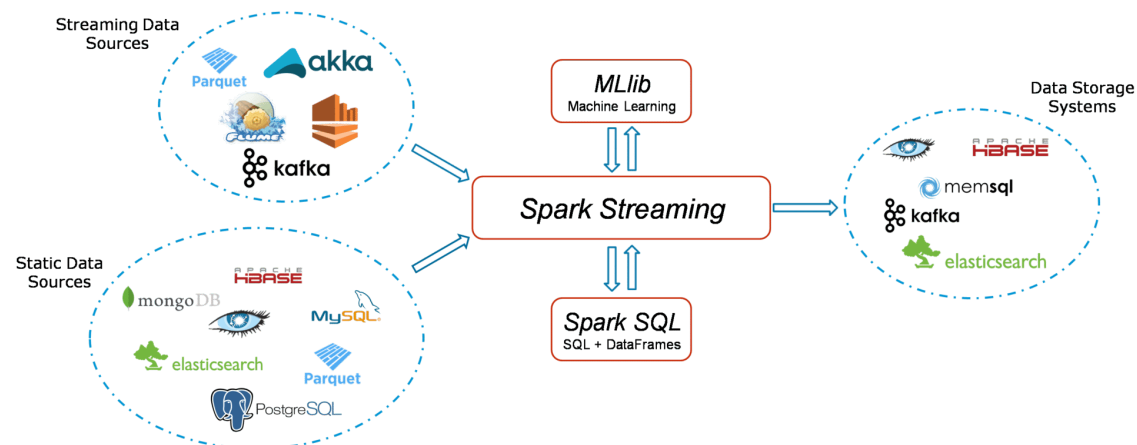 Streaming Data
Sources
Parquet
akka
FLUME
kafka
Static Data
Sources
APACHE
HBASE
mongoDB
MySQL®
elasticsearch
Parquet
PostgreSQL
MLlib
Machine Learning
Spark Streaming
Spark SQL
SQL + DataFrames
Data Storage
Systems
APACHE
HBASE
memsql
kafka
elasticsearch